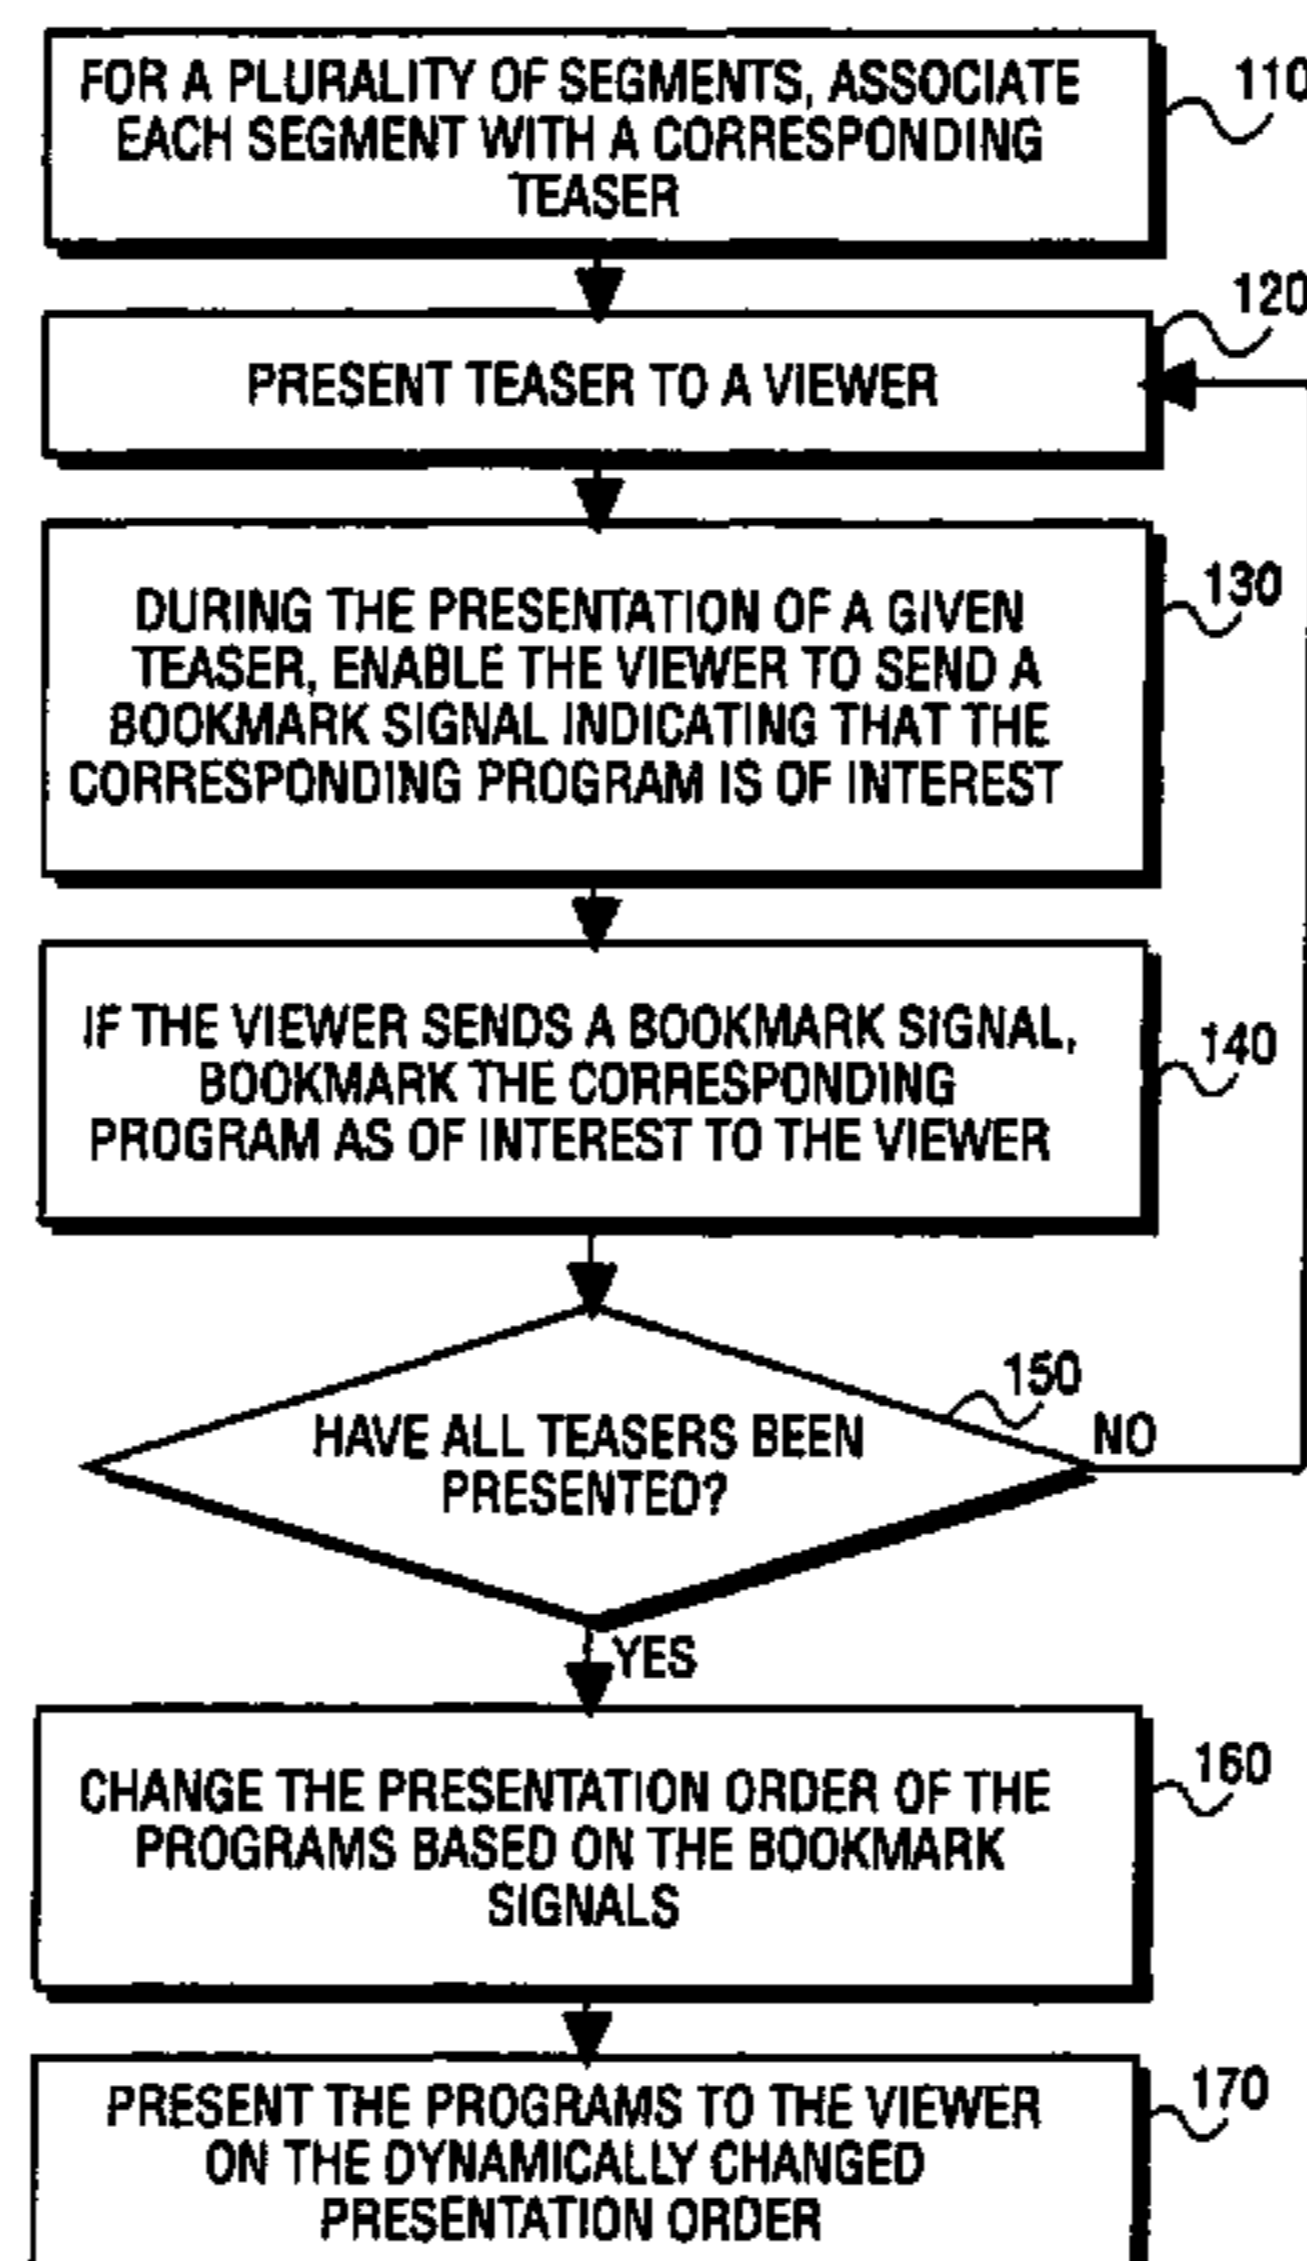 FOR A PLURALITY OF SEGMENTS, ASSOCIATE
EACH SEGMENT WITH A CORRESPONDING
TEASER
110
120
PRESENT TEASER TO A VIEWER
130
DURING THE PRESENTATION OF A GIVEN
TEASER, ENABLE THE VIEWER TO SEND A
BOOKMARK SIGNAL INDICATING THAT THE
CORRESPONDING PROGRAM IS OF INTEREST
IF THE VIEWER SENDS A BOOKMARK SIGNAL,
BOOKMARK THE CORRESPONDING
PROGRAM AS OF INTEREST TO THE VIEWER
140
150
HAVE ALL TEASERS BEEN
PRESENTED?
NO
YES
160
CHANGE THE PRESENTATION ORDER OF THE
PROGRAMS BASED ON THE BOOKMARK
SIGNALS
170
PRESENT THE PROGRAMS TO THE VIEWER
ON THE DYNAMICALLY CHANGED
PRESENTATION ORDER